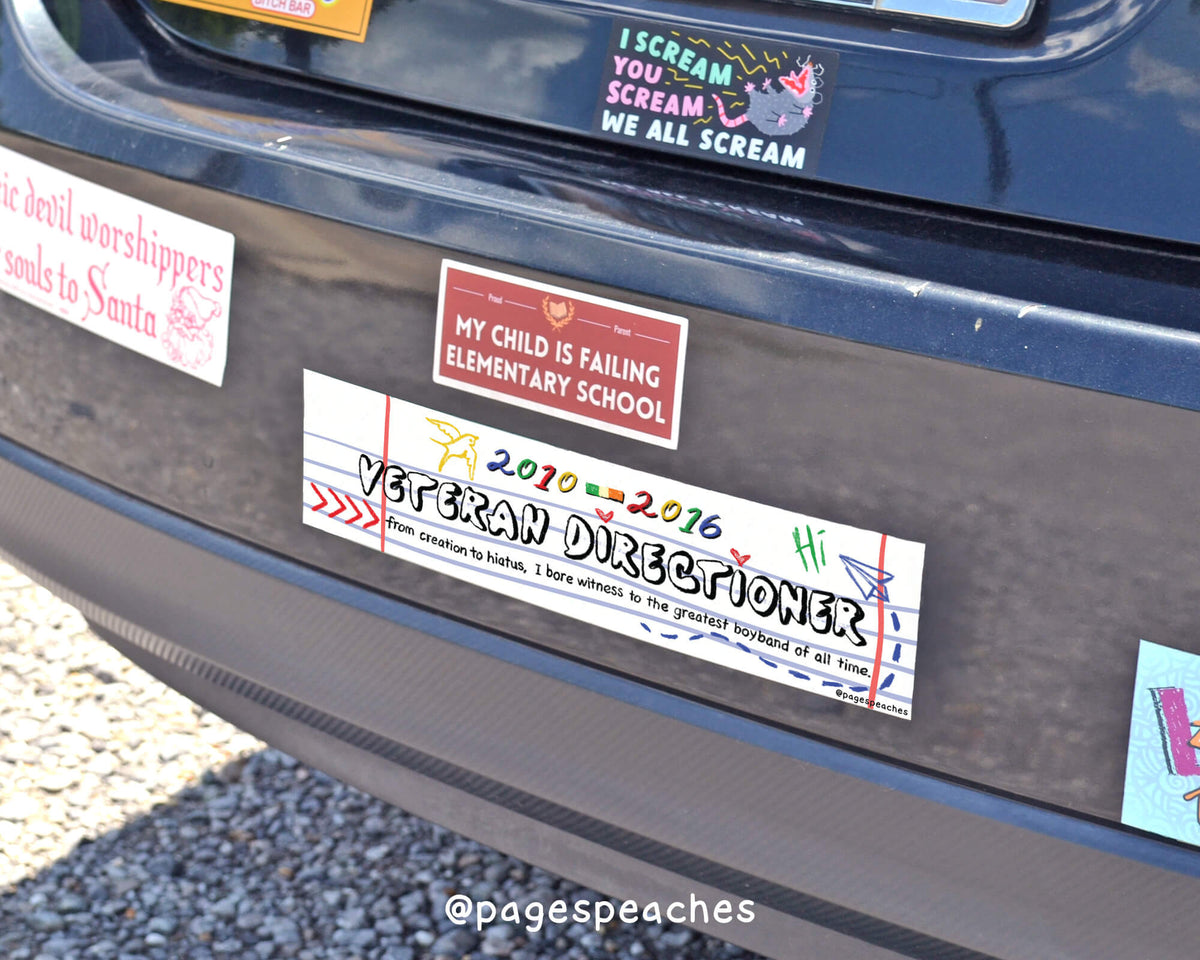 BITCH BAR
I SCREAM
YOU
SCREAM
WE ALL SCREAM
devil worshippers
souls to Santa
Proud
Parent
MY CHILD IS FAILING
ELEMENTARY SCHOOL
2010 2016
VETERAN DIRECTIONER
Hi
from creation to hiatus, I bore witness to the greatest boyband of all time.
@pagespeaches
@pagespeaches